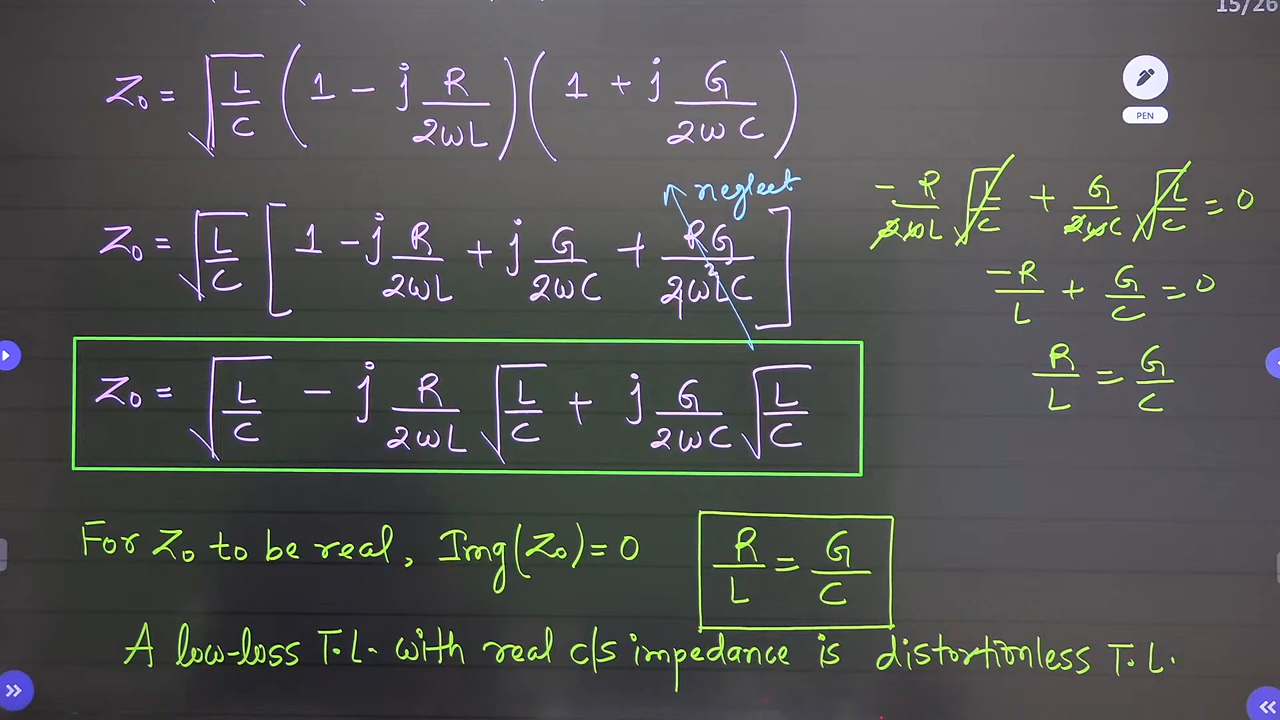 15/26
Z₀ = √(L/C) (1 - j R/2ωL) (1 + j G/2ωC)
PEN
neglect
Z₀ = √(L/C) [1 - j R/2ωL + j G/2ωC + RG/2²ω²LC]
-R/2ωL √(L/C) + G/2ωC √(L/C) = 0
-R/L + G/C = 0
R/L = G/C
Z₀ = √(L/C) - j R/2ωL √(L/C) + j G/2ωC √(L/C)
For Z₀ to be real, Img(Z₀) = 0 R/L = G/C
A low-loss T.L. with real c/s impedance is distortionless T.L.